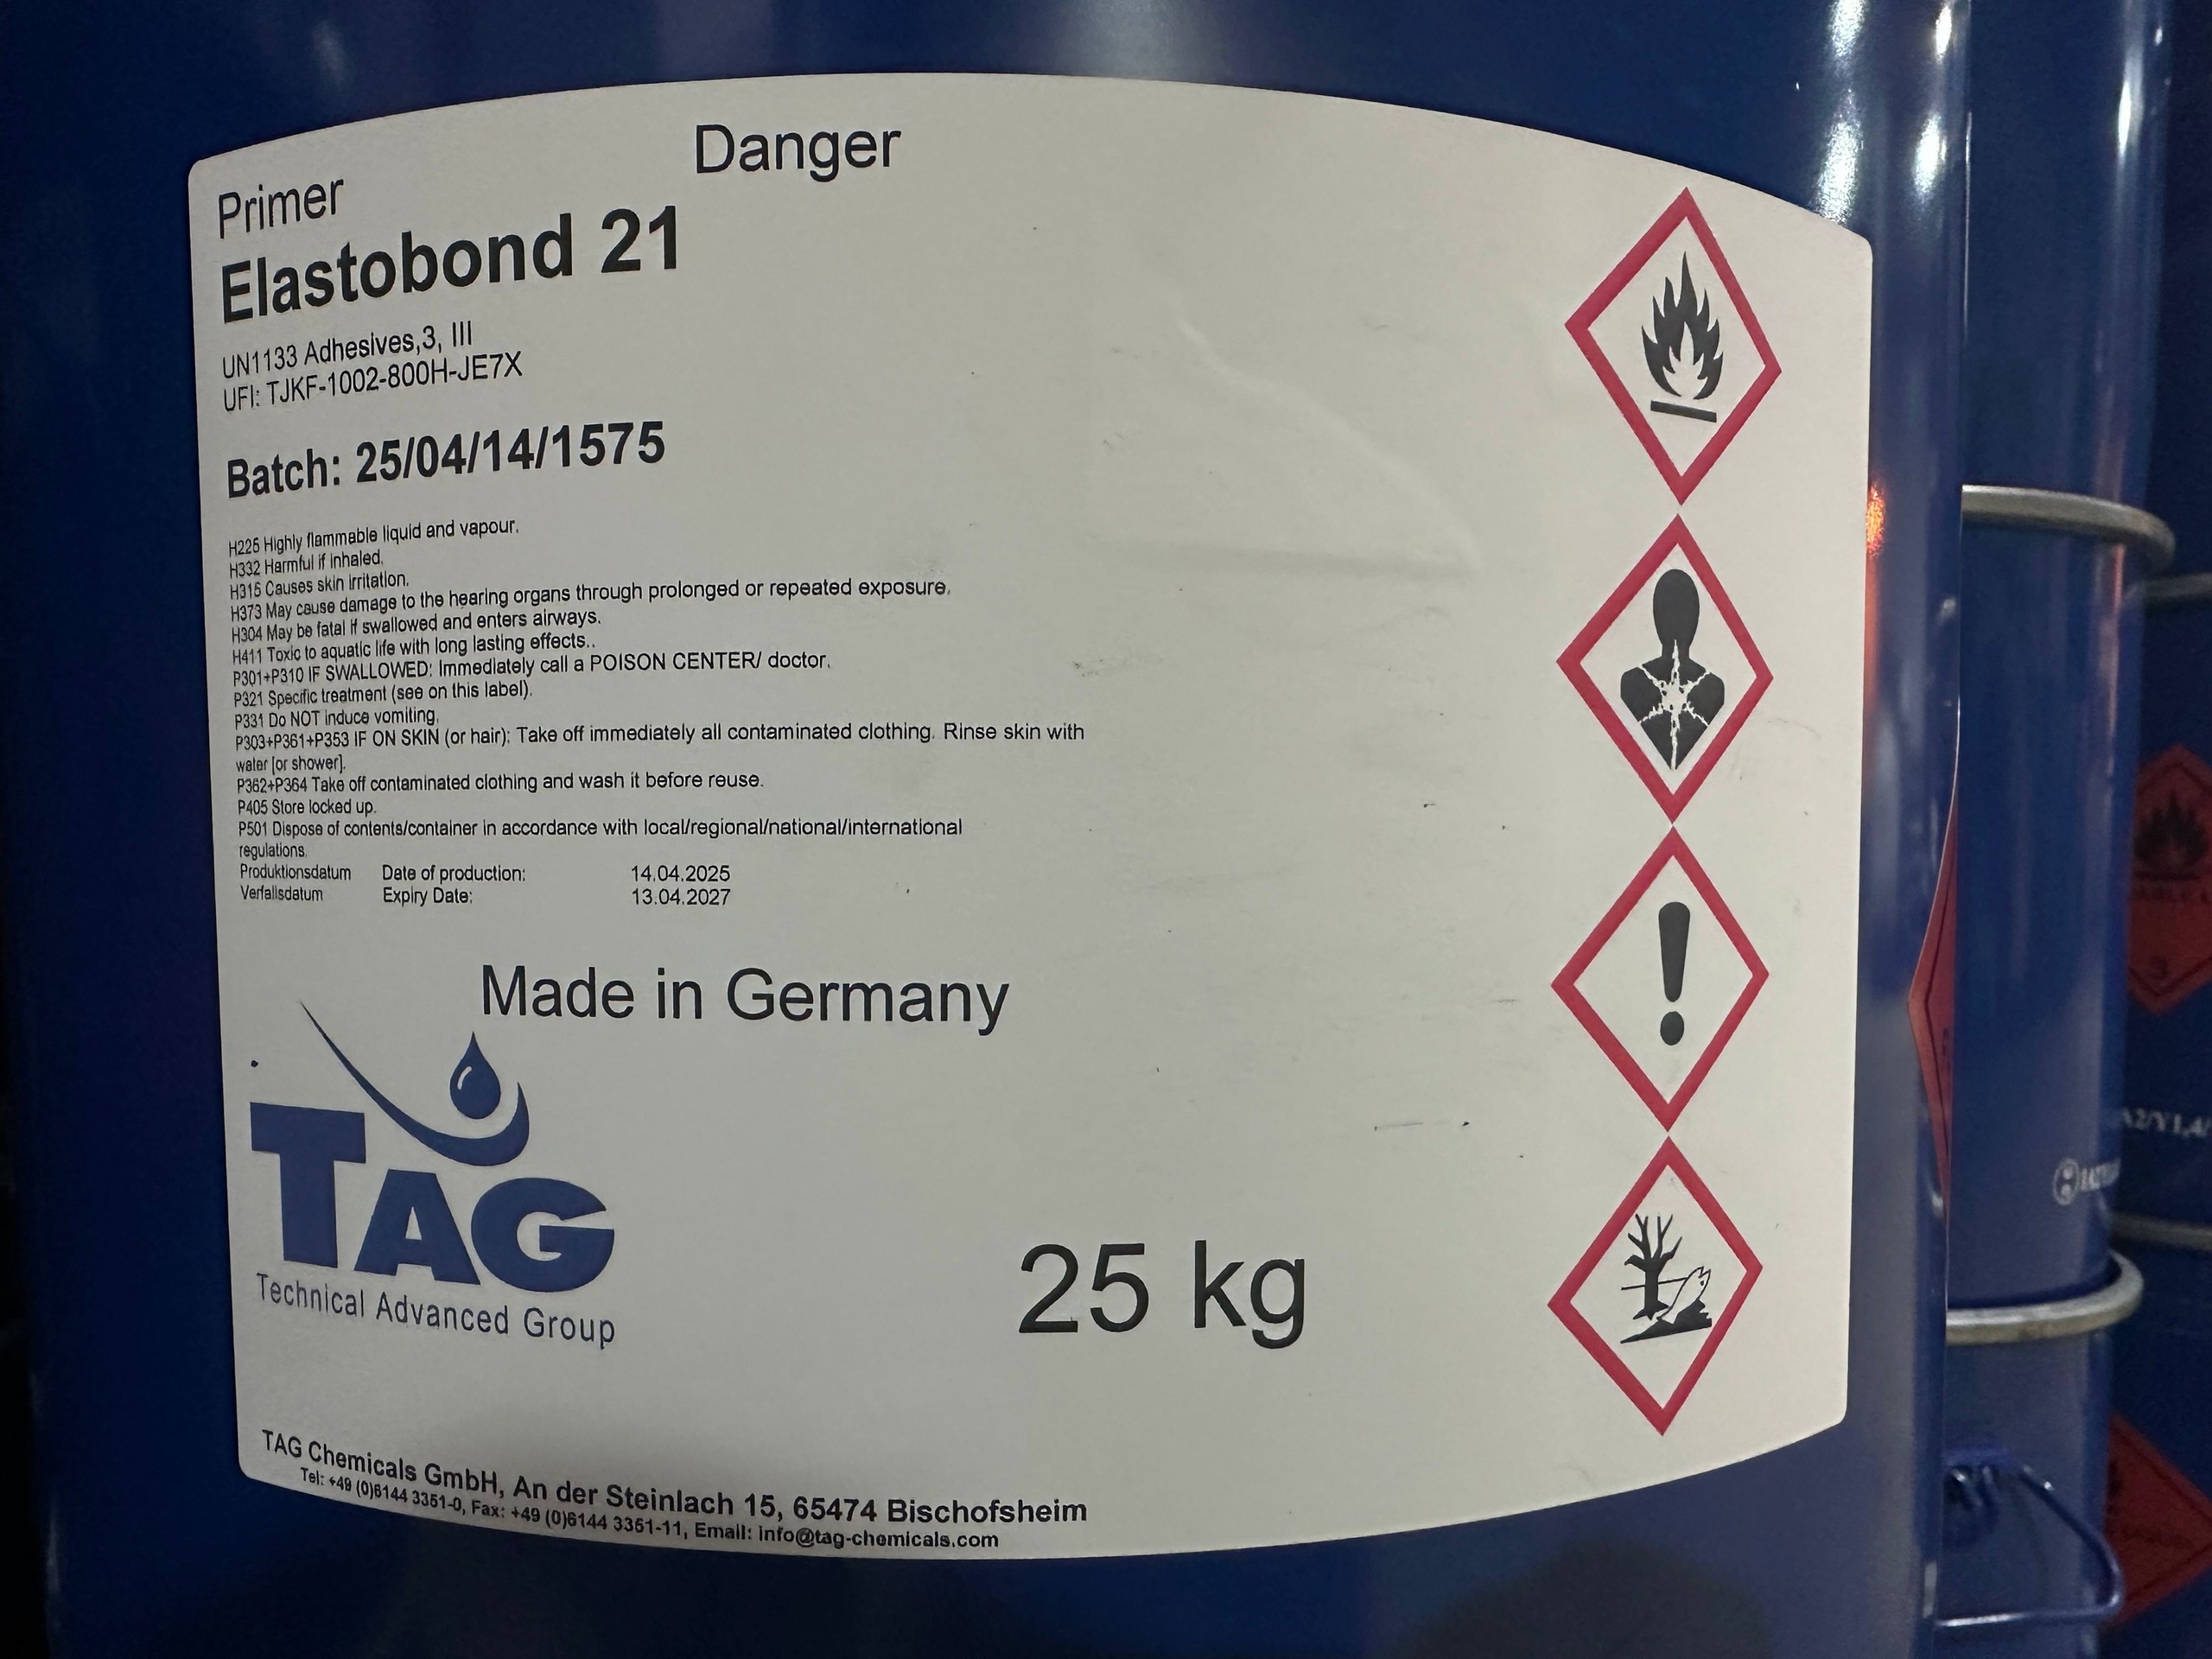 Danger
Primer
Elastobond 21
UN1133 Adhesives,3, III
UFI: TJKF-1002-800H-JE7X
Batch: 25/04/14/1575
H225 Highly flammable liquid and vapour.
H332 Harmful if inhaled.
H315 Causes skin irritation.
H373 May cause damage to the hearing organs through prolonged or repeated exposure.
H304 May be fatal if swallowed and enters airways.
H411 Toxic to aquatic life with long lasting effects..
P301+P310 IF SWALLOWED: Immediately call a POISON CENTER/ doctor.
P321 Specific treatment (see on this label).
P331 Do NOT induce vomiting.
P303+P361+P353 IF ON SKIN (or hair): Take off immediately all contaminated clothing. Rinse skin with
water [or shower].
P362+P364 Take off contaminated clothing and wash it before reuse.
P405 Store locked up.
P501 Dispose of contents/container in accordance with local/regional/national/international
regulations.
Produktionsdatum Date of production: 14.04.2025
Verfallsdatum Expiry Date: 13.04.2027
Made in Germany
TAG
Technical Advanced Group
25 kg
TAG Chemicals GmbH, An der Steinlach 15, 65474 Bischofsheim
Tel: +49 (0)6144 3351-0, Fax: +49 (0)6144 3351-11, Email: info@tag-chemicals.com
3